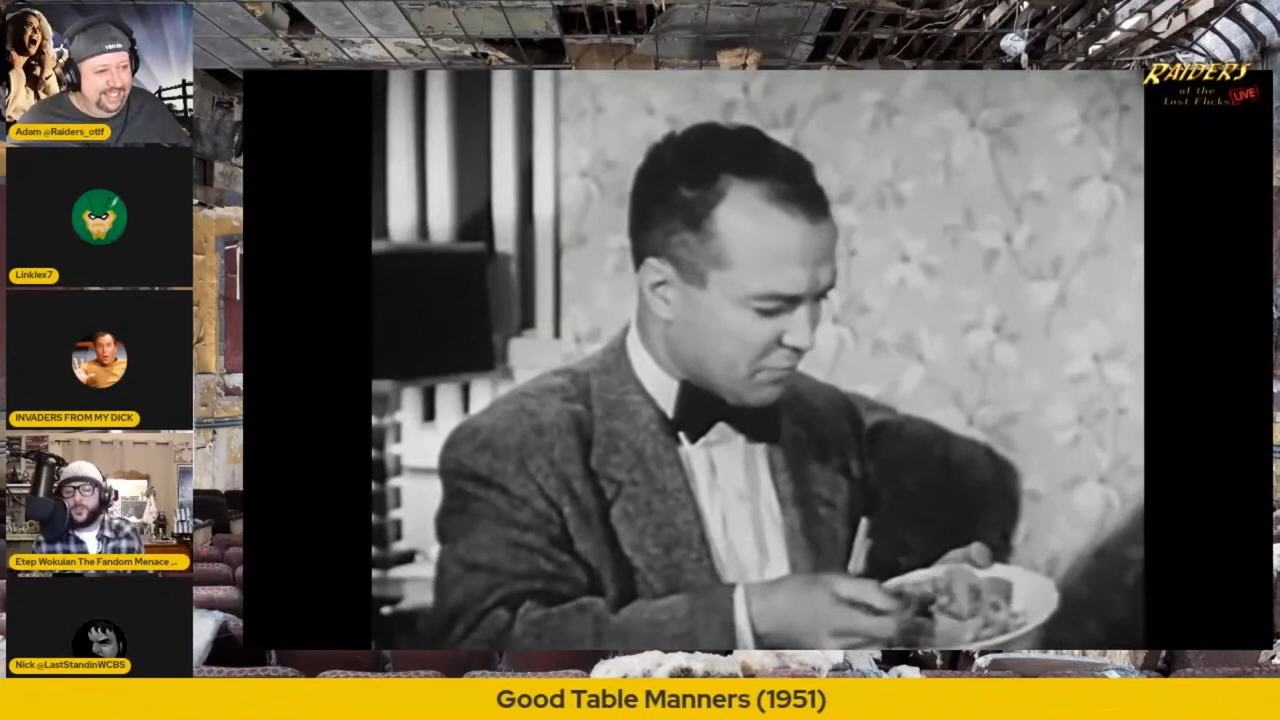 Adam @Raiders_otlf
Linklex7
INVADERS FROM MY DICK
Etep Wokuian The Fandom Menace ...
Nick @LastStandinWCBS
RAIDERS
of the
Lost Flicks LIVE
Good Table Manners (1951)